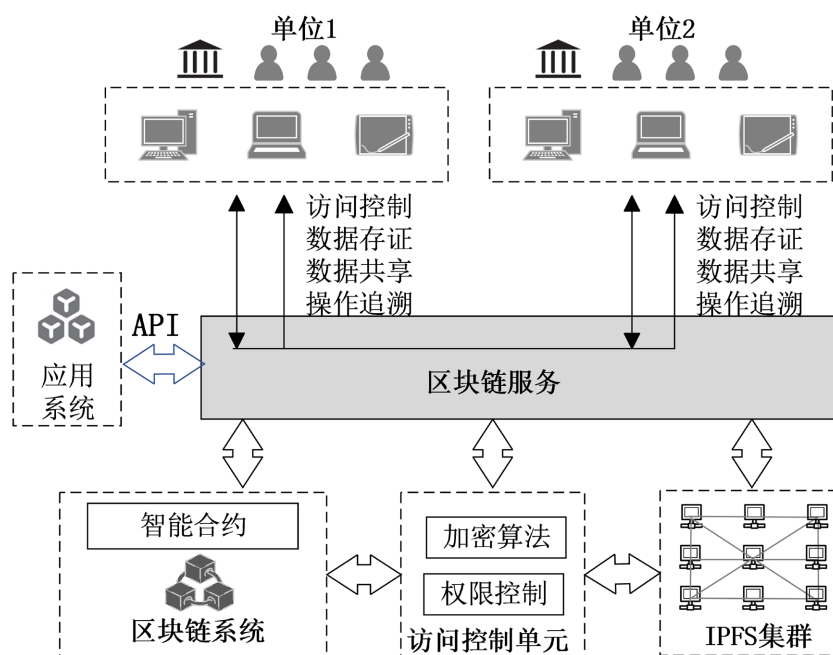 单位1
单位2
访问控制
数据存证
数据共享
操作追溯
访问控制
数据存证
数据共享
操作追溯
API
应用
系统
区块链服务
智能合约
区块链系统
加密算法
权限控制
访问控制单元
IPFS集群